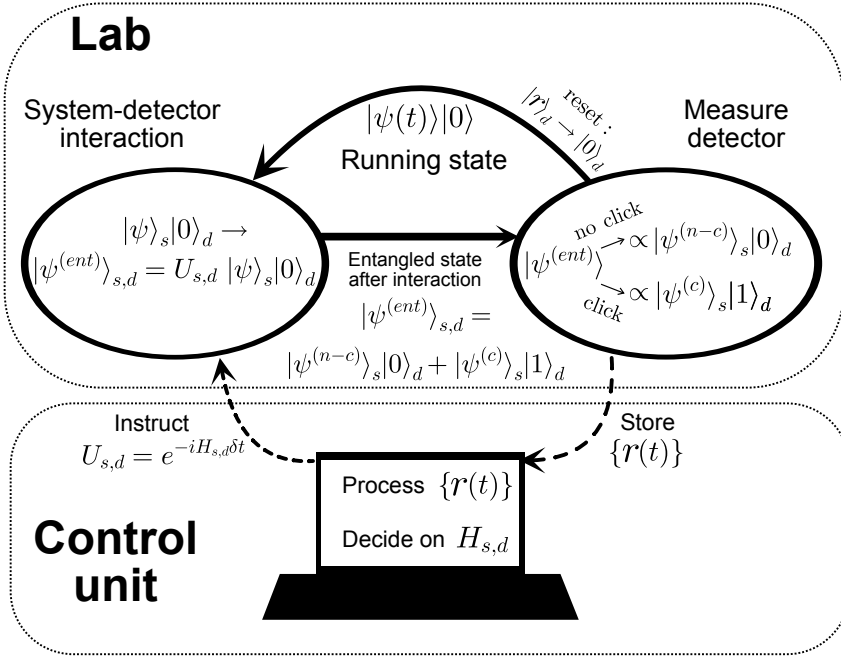 Lab
System-detector
interaction
|ψ(t)⟩|0⟩
Running state
reset :
|r⟩_d → |0⟩_d
Measure
detector
|ψ⟩_s|0⟩_d →
|ψ^(ent)⟩_{s,d} = U_{s,d} |ψ⟩_s|0⟩_d
Entangled state
after interaction
|ψ^(ent)⟩_{s,d} =
|ψ^(n-c)⟩_s|0⟩_d + |ψ^(c)⟩_s|1⟩_d
no click
∝|ψ^(n-c)⟩_s|0⟩_d
|ψ^(ent)⟩
∝|ψ^(c)⟩_s|1⟩_d
click
Instruct
U_{s,d} = e^{-iH_{s,d}δt}
Store
{r(t)}
Process {r(t)}
Decide on H_{s,d}
Control
unit